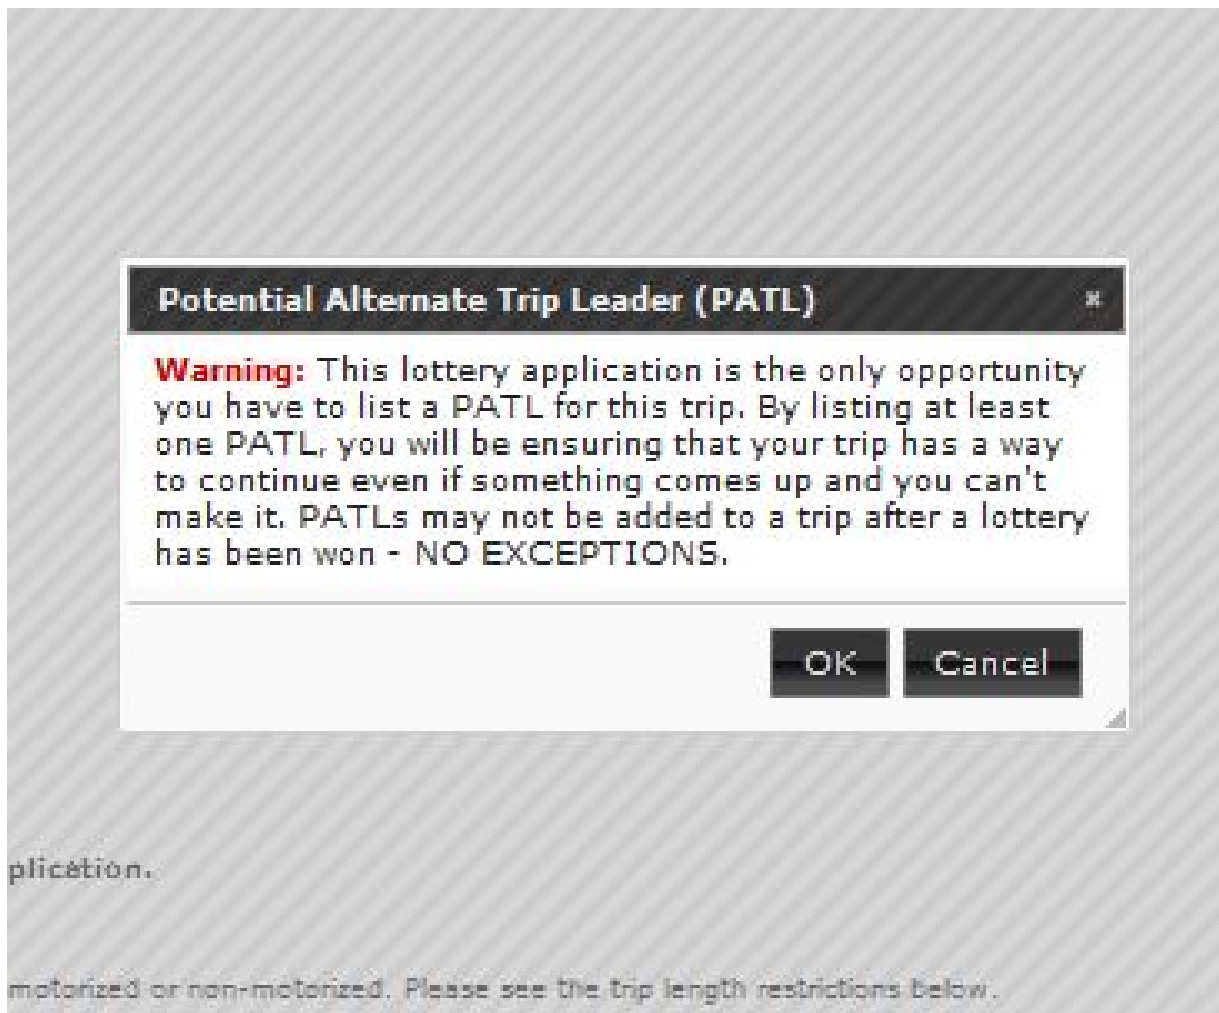 Potential Alternate Trip Leader (PATL)
Warning: This lottery application is the only opportunity
you have to list a PATL for this trip. By listing at least
one PATL, you will be ensuring that your trip has a way
to continue even if something comes up and you can't
make it. PATLs may not be added to a trip after a lottery
has been won - NO EXCEPTIONS.
OK Cancel
plication.
motorized or non-motorized. Please see the trip length restrictions below.